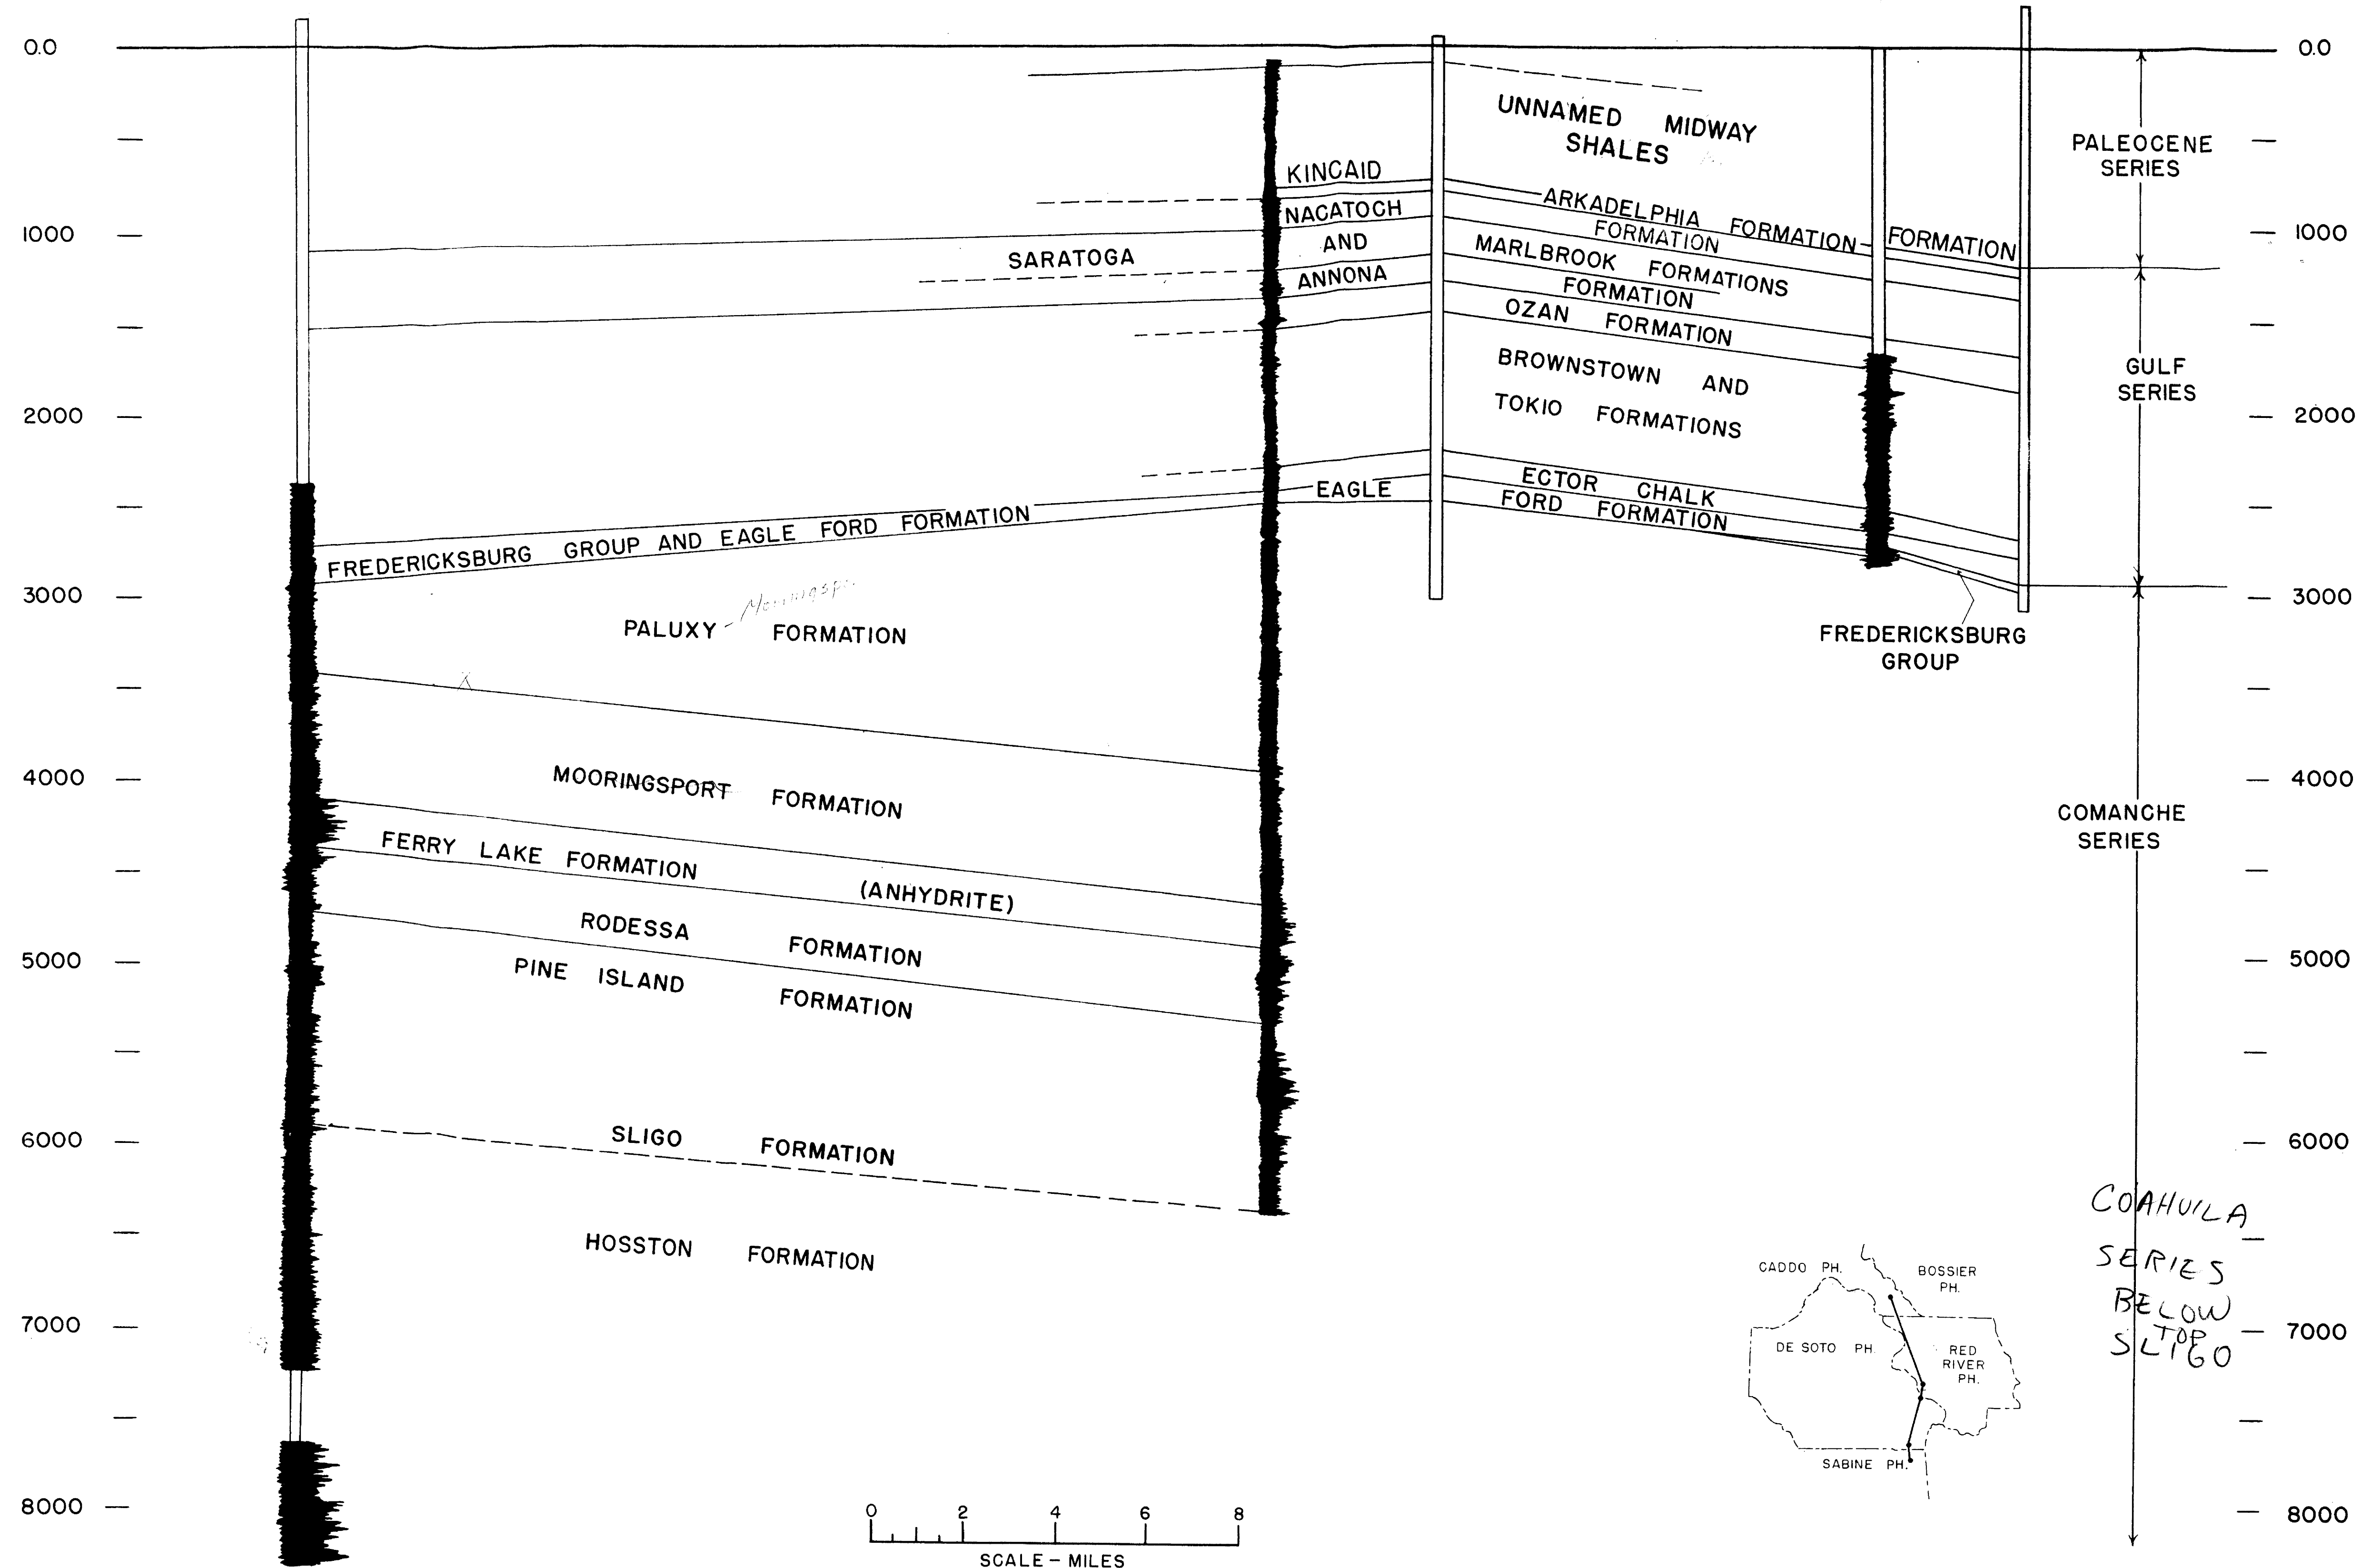 0.0
1000
2000
3000
4000
5000
6000
7000
8000
UNNAMED MIDWAY
SHALES
KINCAID
ARKADELPHIA FORMATION FORMATION
NACATOCH
FORMATION
SARATOGA AND
MARLBROOK FORMATIONS
ANNONA
FORMATION
OZAN FORMATION
BROWNSTOWN AND
TOKIO FORMATIONS
ECTOR CHALK
EAGLE
FORD FORMATION
FREDERICKSBURG GROUP AND EAGLE FORD FORMATION
FREDERICKSBURG
GROUP
PALUXY - FORMATION
MOORINGSPORT FORMATION
FERRY LAKE FORMATION (ANHYDRITE)
RODESSA FORMATION
PINE ISLAND FORMATION
SLIGO FORMATION
HOSSTON FORMATION
0 2 4 6 8
SCALE - MILES
CADDO PH.
BOSSIER
PH.
DE SOTO PH.
RED
RIVER
PH.
SABINE PH.
PALEOCENE
SERIES
GULF
SERIES
COMANCHE
SERIES
COAHUILA
SERIES
BELOW
TOP
SLIGO
0.0
1000
2000
3000
4000
5000
6000
7000
8000